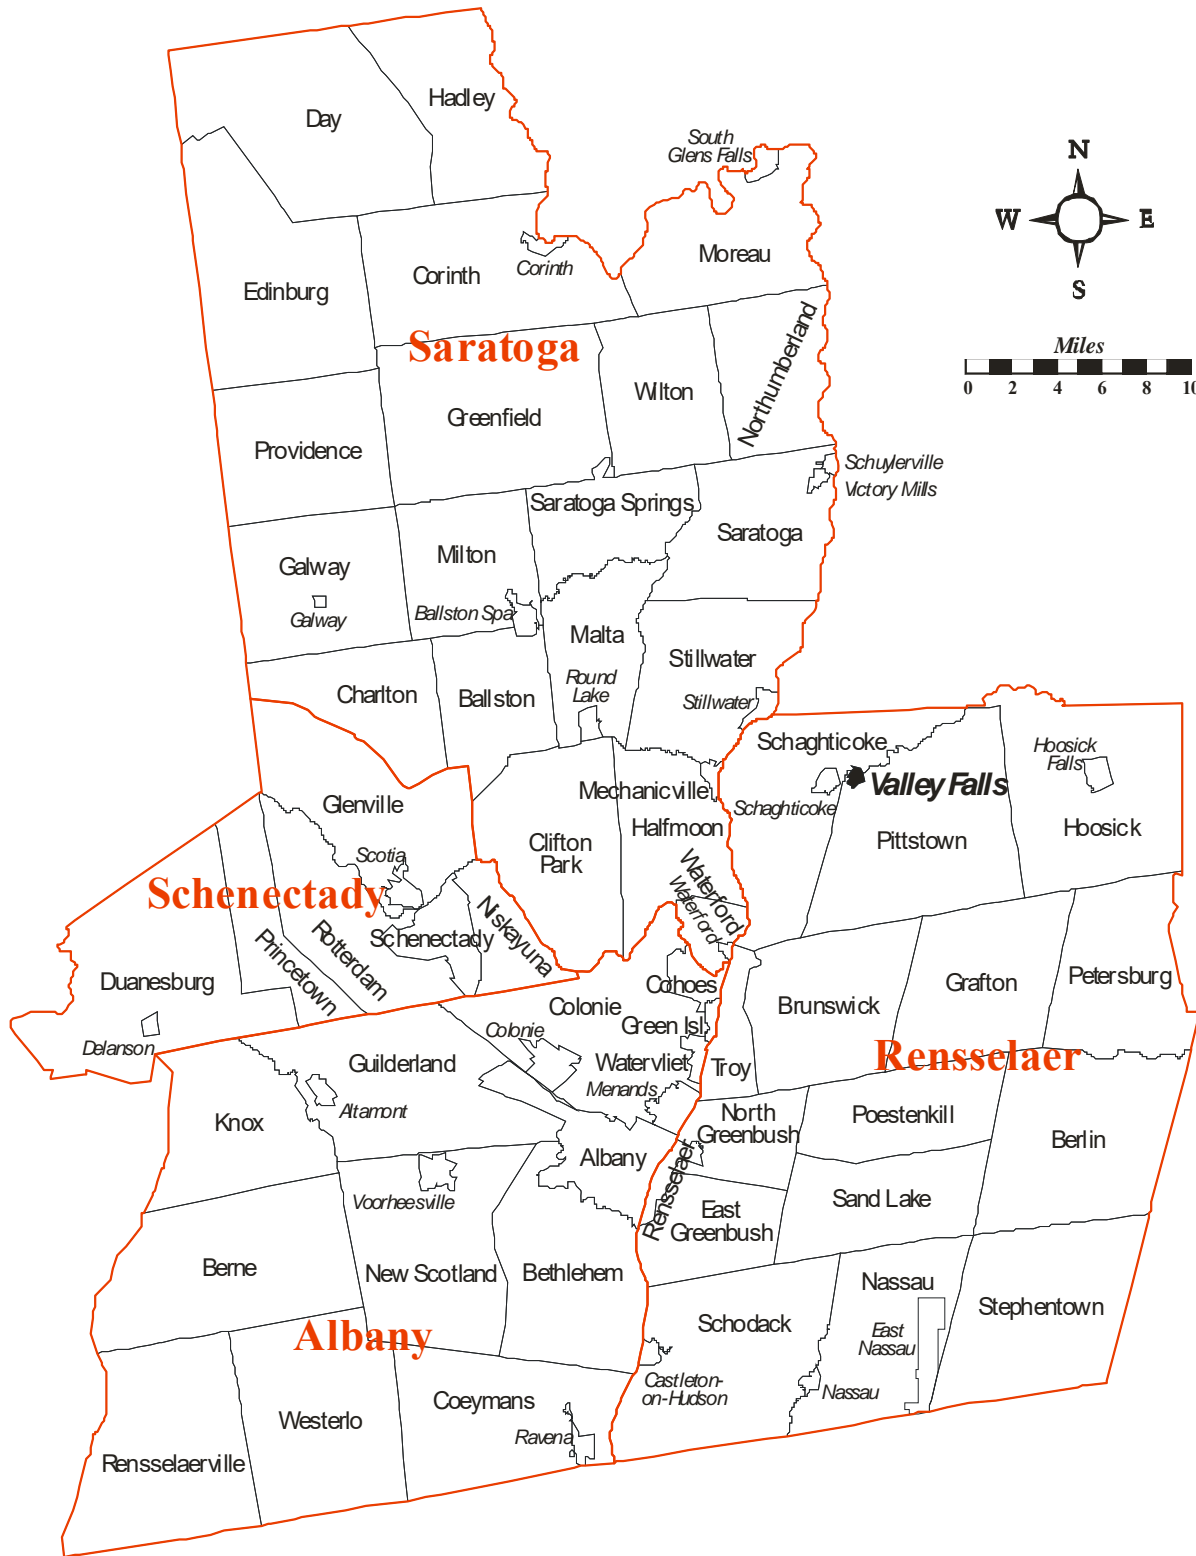 Hadley
Day
South
Glens Falls
N
W
E
S
Moreau
Corinth
Corinth
Edinburg
Saratoga
Miles
0 2 4 6 8 10
Northumberland
Wilton
Greenfield
Providence
Schuylerville
Victory Mills
Saratoga Springs
Saratoga
Milton
Galway
Galway
Ballston Spa
Malta
Stillwater
Round
Lake
Stillwater
Charlton
Ballston
Schaghticoke
Hoosick
Falls
Valley Falls
Schaghticoke
Mechanicville
Glenville
Halfmoon
Hoosick
Pittstown
Clifton
Park
Scotia
Schenectady
Waterford
Waterford
Niskayuna
Schenectady
Rotterdam
Princetown
Duanesburg
Delanson
Cohoes
Colonie
Colonie
Green Isl.
Watervliet
Menands
Troy
Brunswick
Grafton
Petersburg
Rensselaer
Guilderland
Altamont
Knox
North
Greenbush
Poestenkill
Berlin
Albany
Rensselaer
Sand Lake
East
Greenbush
Voorheesville
Berne
New Scotland
Bethlehem
Nassau
Stephentown
Schodack
East
Nassau
Albany
Castleton-
on-Hudson
Nassau
Coeymans
Ravena
Westerlo
Rensselaerville